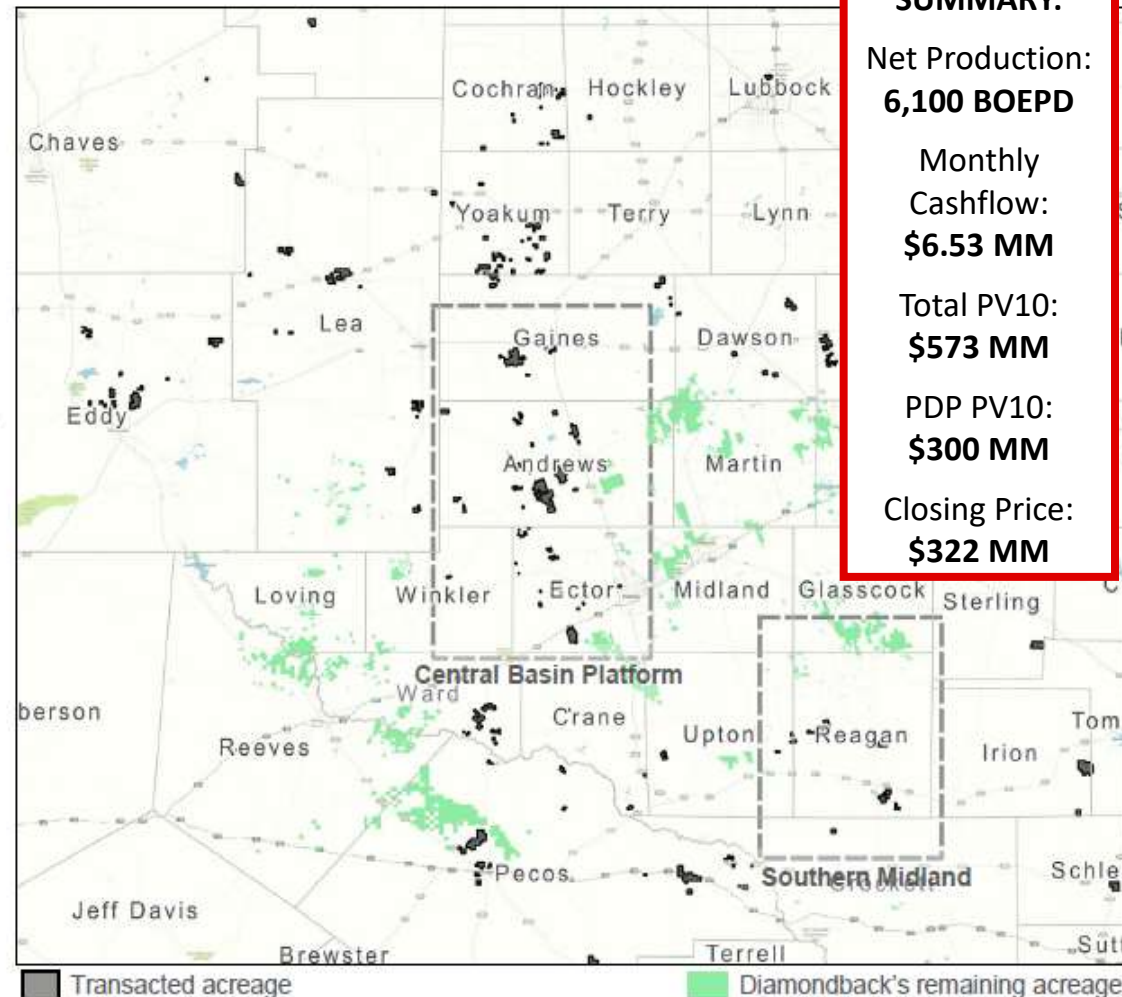 SUMMARY:
Net Production:
6,100 BOEPD
Monthly
Cashflow:
$6.53 MM
Total PV10:
$573 MM
PDP PV10:
$300 MM
Closing Price:
$322 MM
Cochran Hockley Lubbock
Chaves
Yoakum Terry Lynn
Lea Gaines Dawson
Eddy
Andrews Martin
Loving Winkler Ector Midland Glasscock Sterling
Central Basin Platform
Ward
berson Crane Tom
Reeves Upton Reagan Irion
Pecos Southern Midland Schle
Jeff Davis
Brewster Terrell Sutt
Transacted acreage Diamondback's remaining acreage